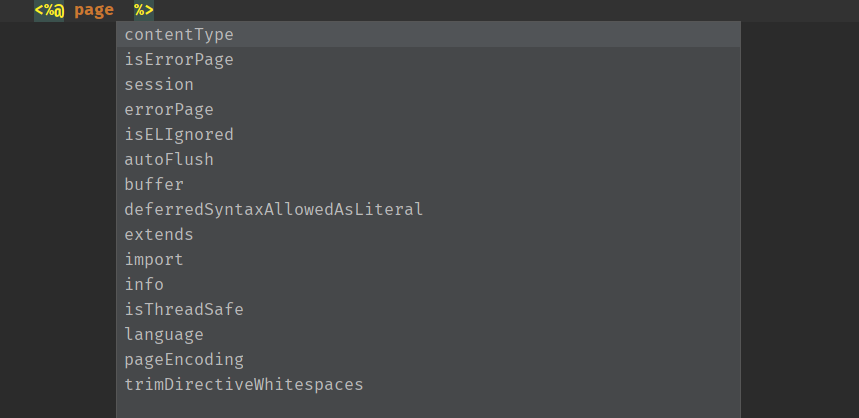 <%@ page  %>
contentType
isErrorPage
session
errorPage
isELIgnored
autoFlush
buffer
deferredSyntaxAllowedAsLiteral
extends
import
info
isThreadSafe
language
pageEncoding
trimDirectiveWhitespaces